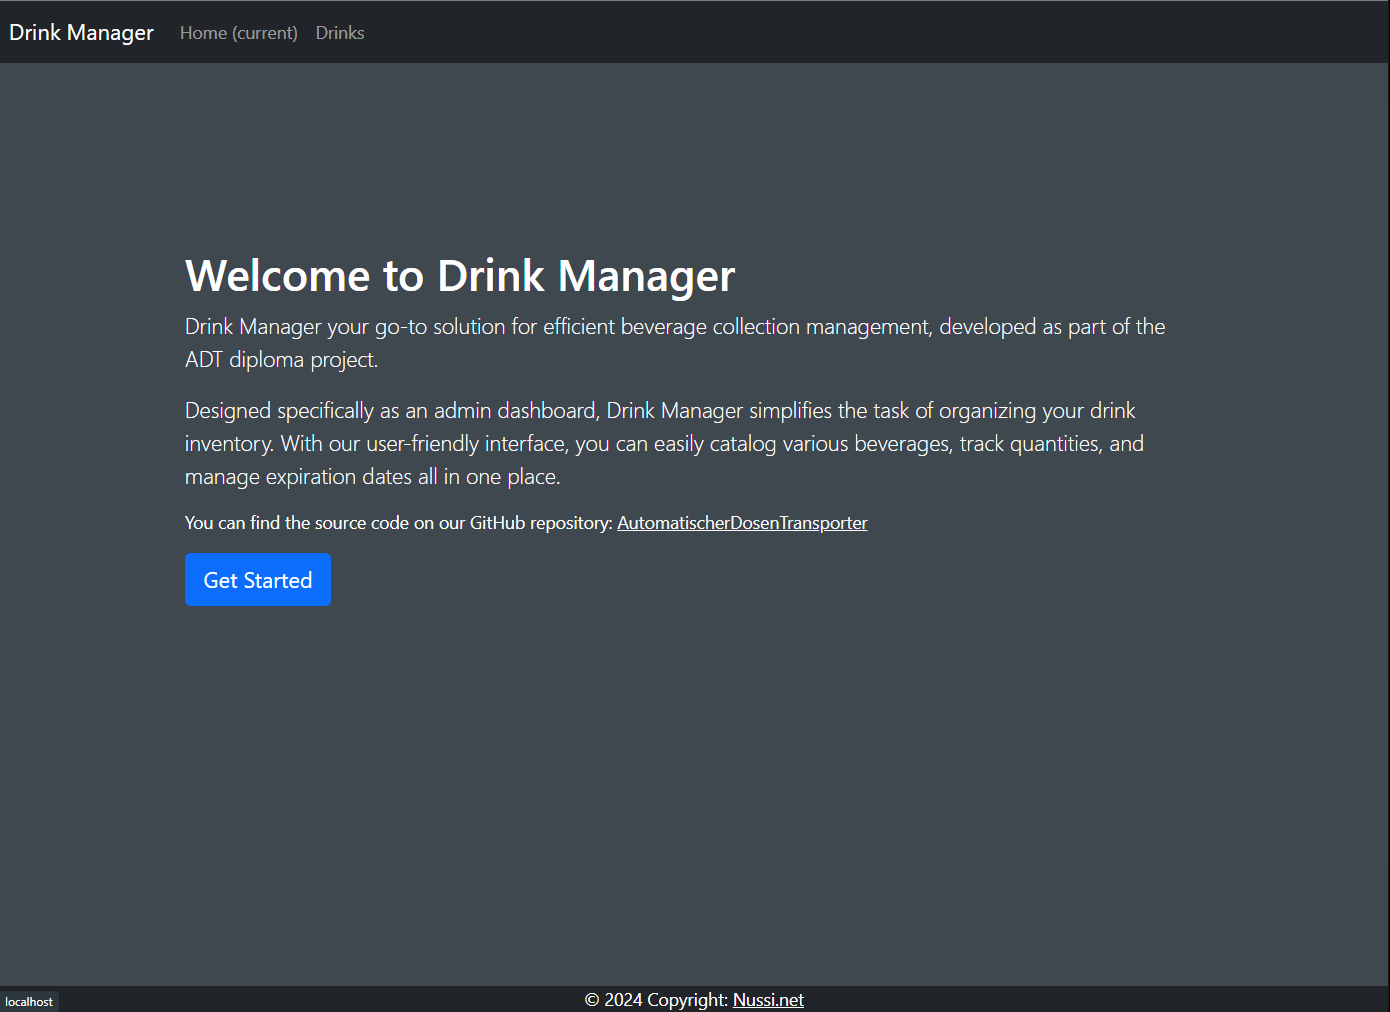 Drink Manager Home (current) Drinks
Welcome to Drink Manager
Drink Manager your go-to solution for efficient beverage collection management, developed as part of the
ADT diploma project.
Designed specifically as an admin dashboard, Drink Manager simplifies the task of organizing your drink
inventory. With our user-friendly interface, you can easily catalog various beverages, track quantities, and
manage expiration dates all in one place.
You can find the source code on our GitHub repository: AutomatischerDosenTransporter
Get Started
© 2024 Copyright: Nussi.net
localhost